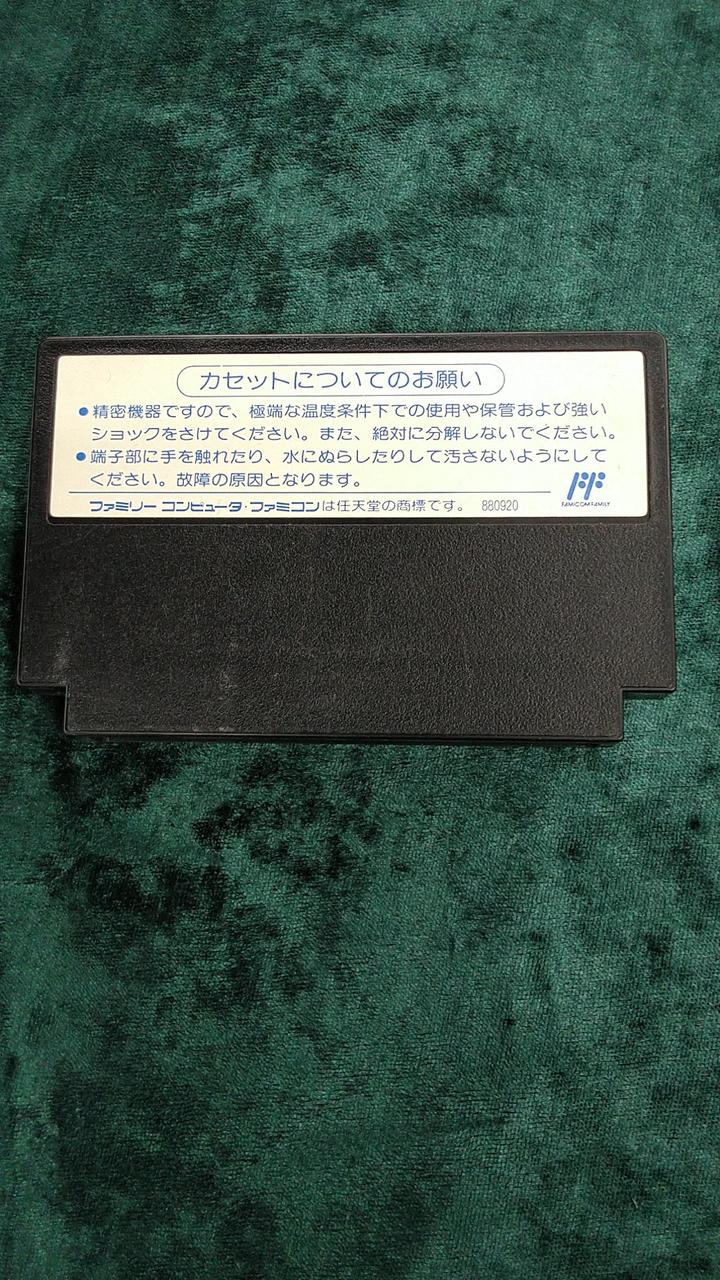 カセットについてのお願い
●精密機器ですので、極端な温度条件下での使用や保管および強い
ショックをさけてください。また、絶対に分解しないでください。
●端子部に手を触れたり、水にぬらしたりして汚さないようにして
ください。故障の原因となります。
ファミリーコンピュータ・ファミコンは任天堂の商標です。 880920
FAMICOM FAMILY